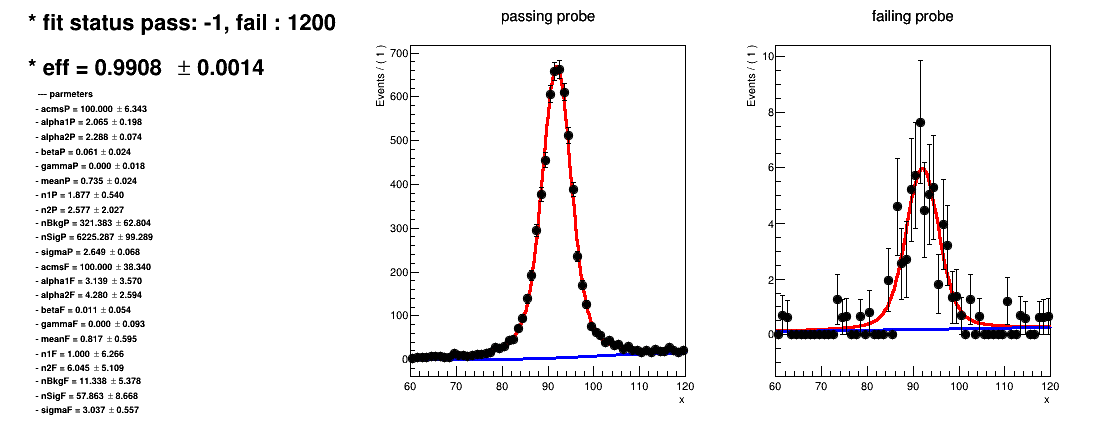 * fit status pass: -1, fail : 1200
* eff = 0.9908 ± 0.0014
--- parmeters
- acmsP = 100.000 ± 6.343
- alpha1P = 2.065 ± 0.198
- alpha2P = 2.288 ± 0.074
- betaP = 0.061 ± 0.024
- gammaP = 0.000 ± 0.018
- meanP = 0.735 ± 0.024
- n1P = 1.877 ± 0.540
- n2P = 2.577 ± 2.027
- nBkgP = 321.383 ± 62.804
- nSigP = 6225.287 ± 99.289
- sigmaP = 2.649 ± 0.068
- acmsF = 100.000 ± 38.340
- alpha1F = 3.139 ± 3.570
- alpha2F = 4.280 ± 2.594
- betaF = 0.011 ± 0.054
- gammaF = 0.000 ± 0.093
- meanF = 0.817 ± 0.595
- n1F = 1.000 ± 6.266
- n2F = 6.045 ± 5.109
- nBkgF = 11.338 ± 5.378
- nSigF = 57.863 ± 8.668
- sigmaF = 3.037 ± 0.557
passing probe
Events / ( 1 )
700
600
500
400
300
200
100
0
60 70 80 90 100 110 120
x
failing probe
Events / ( 1 )
10
8
6
4
2
0
60 70 80 90 100 110 120
x